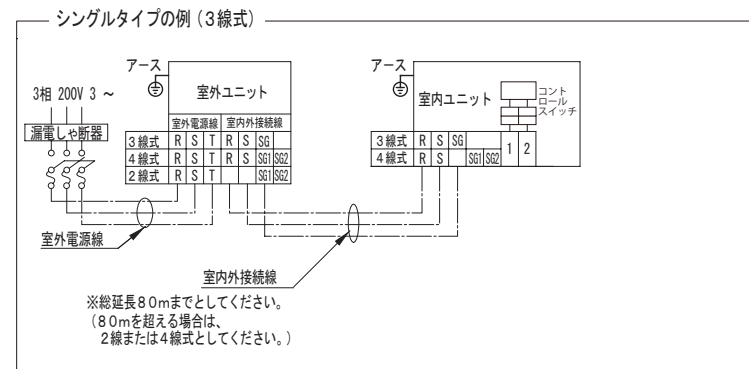 シングルタイプの例（3線式）
アース
3相 200V 3 ～
漏電しゃ断器
室外ユニット
室外電源線 室内外接続線
3線式 R S T R S SG
4線式 R S T R S SG1 SG2
2線式 R S T SG1 SG2
アース
室内ユニット
コント
ロール
スイッチ
3線式 R S SG 1 2
4線式 R S SG1 SG2
室外電源線
室内外接続線
※総延長80mまでとしてください。
（80mを超える場合は、
2線または4線式としてください。）